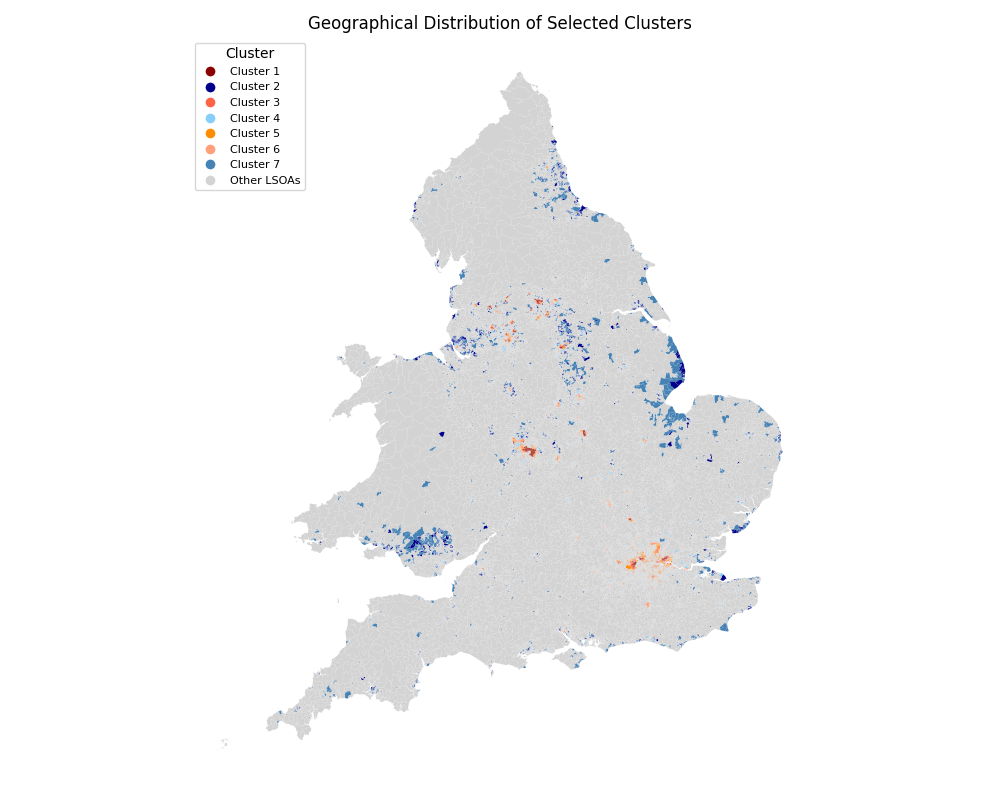 Geographical Distribution of Selected Clusters
Cluster
Cluster 1
Cluster 2
Cluster 3
Cluster 4
Cluster 5
Cluster 6
Cluster 7
Other LSOAs